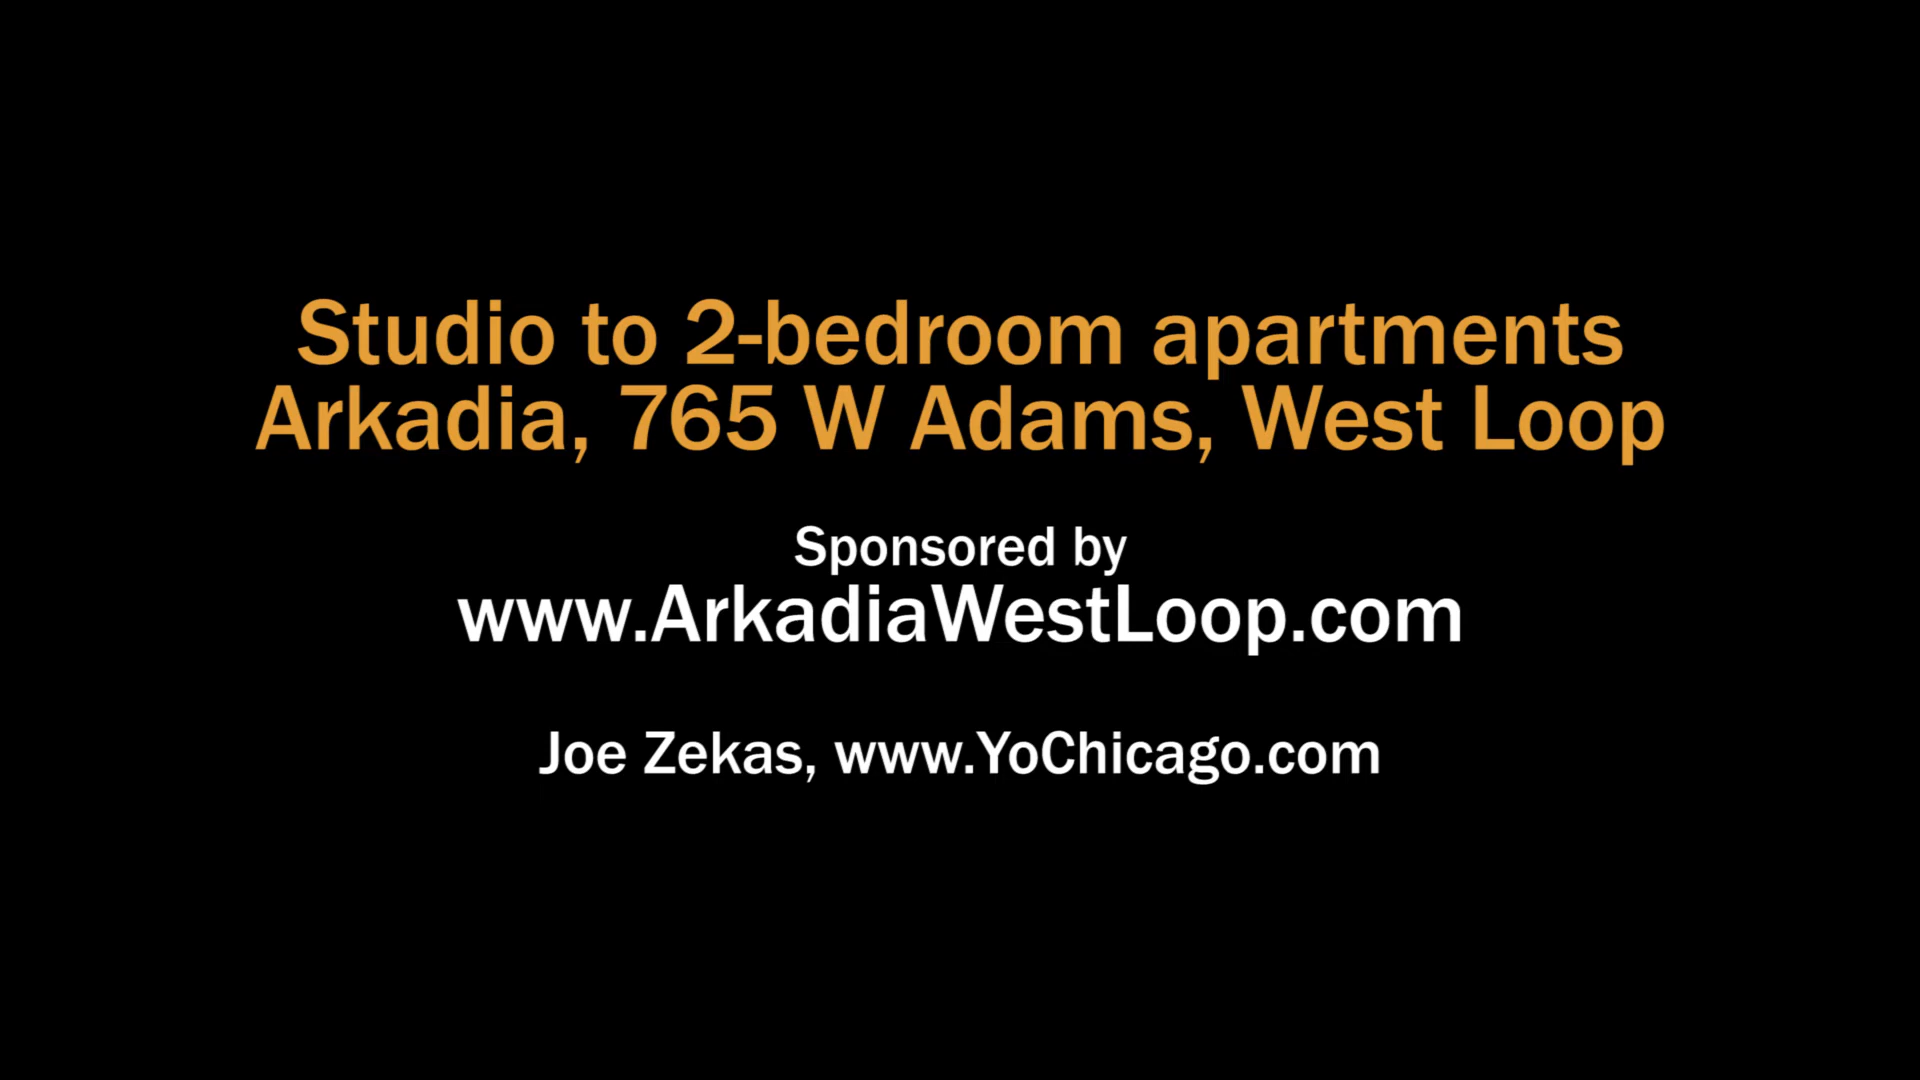 Studio to 2-bedroom apartments
Arkadia, 765 W Adams, West Loop
Sponsored by
www.ArkadiaWestLoop.com
Joe Zekas, www.YoChicago.com